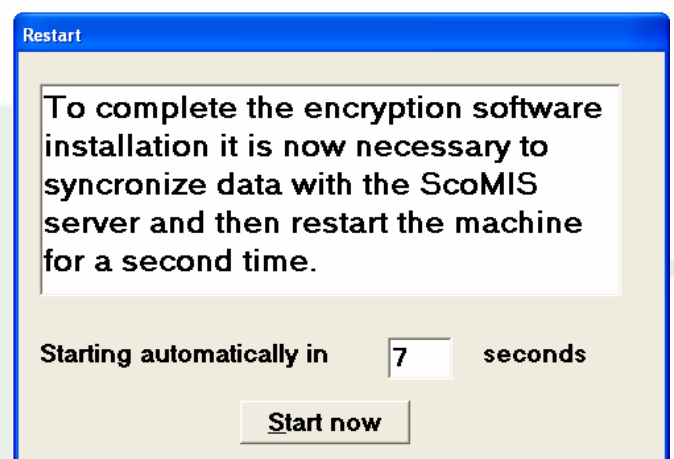 Restart
To complete the encryption software
installation it is now necessary to
syncronize data with the ScoMIS
server and then restart the machine
for a second time.
Starting automatically in 7 seconds
Start now